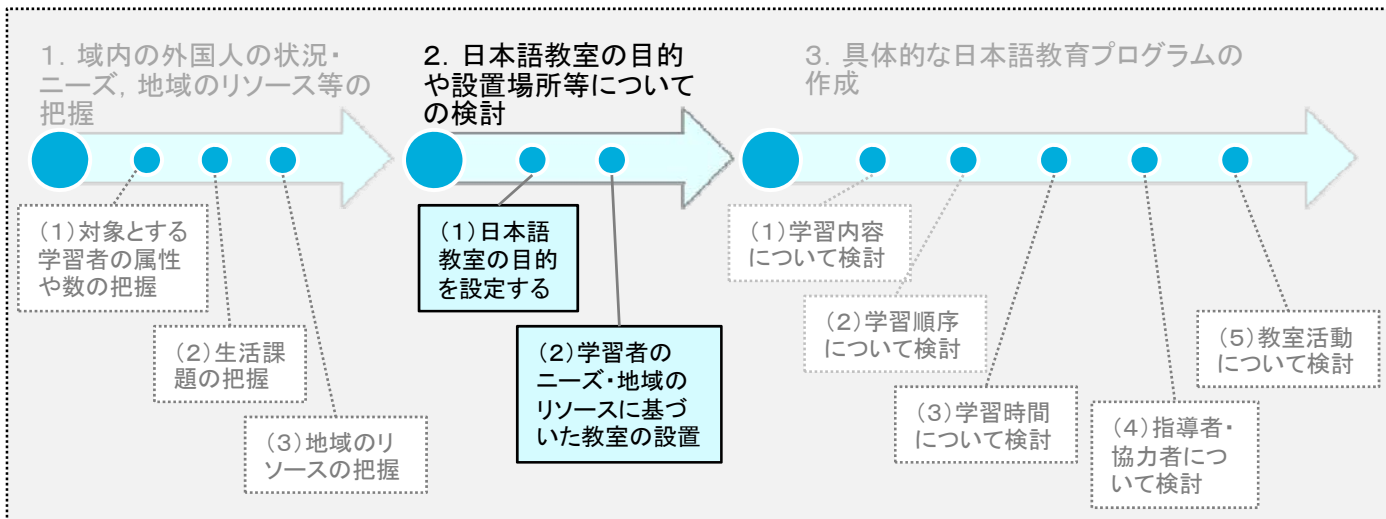 1．域内の外国人の状況・
ニーズ，地域のリソース等の
把握
2．日本語教室の目的
や設置場所等について
の検討
3．具体的な日本語教育プログラムの
作成
（1）対象とする
学習者の属性
や数の把握
（2）生活課
題の把握
（3）地域のリ
ソースの把握
（1）日本語
教室の目的
を設定する
（2）学習者の
ニーズ・地域の
リソースに基づ
いた教室の設置
（1）学習内容
について検討
（2）学習順序
について検討
（3）学習時間
について検討
（4）指導者・
協力者につ
いて検討
（5）教室活動
について検討